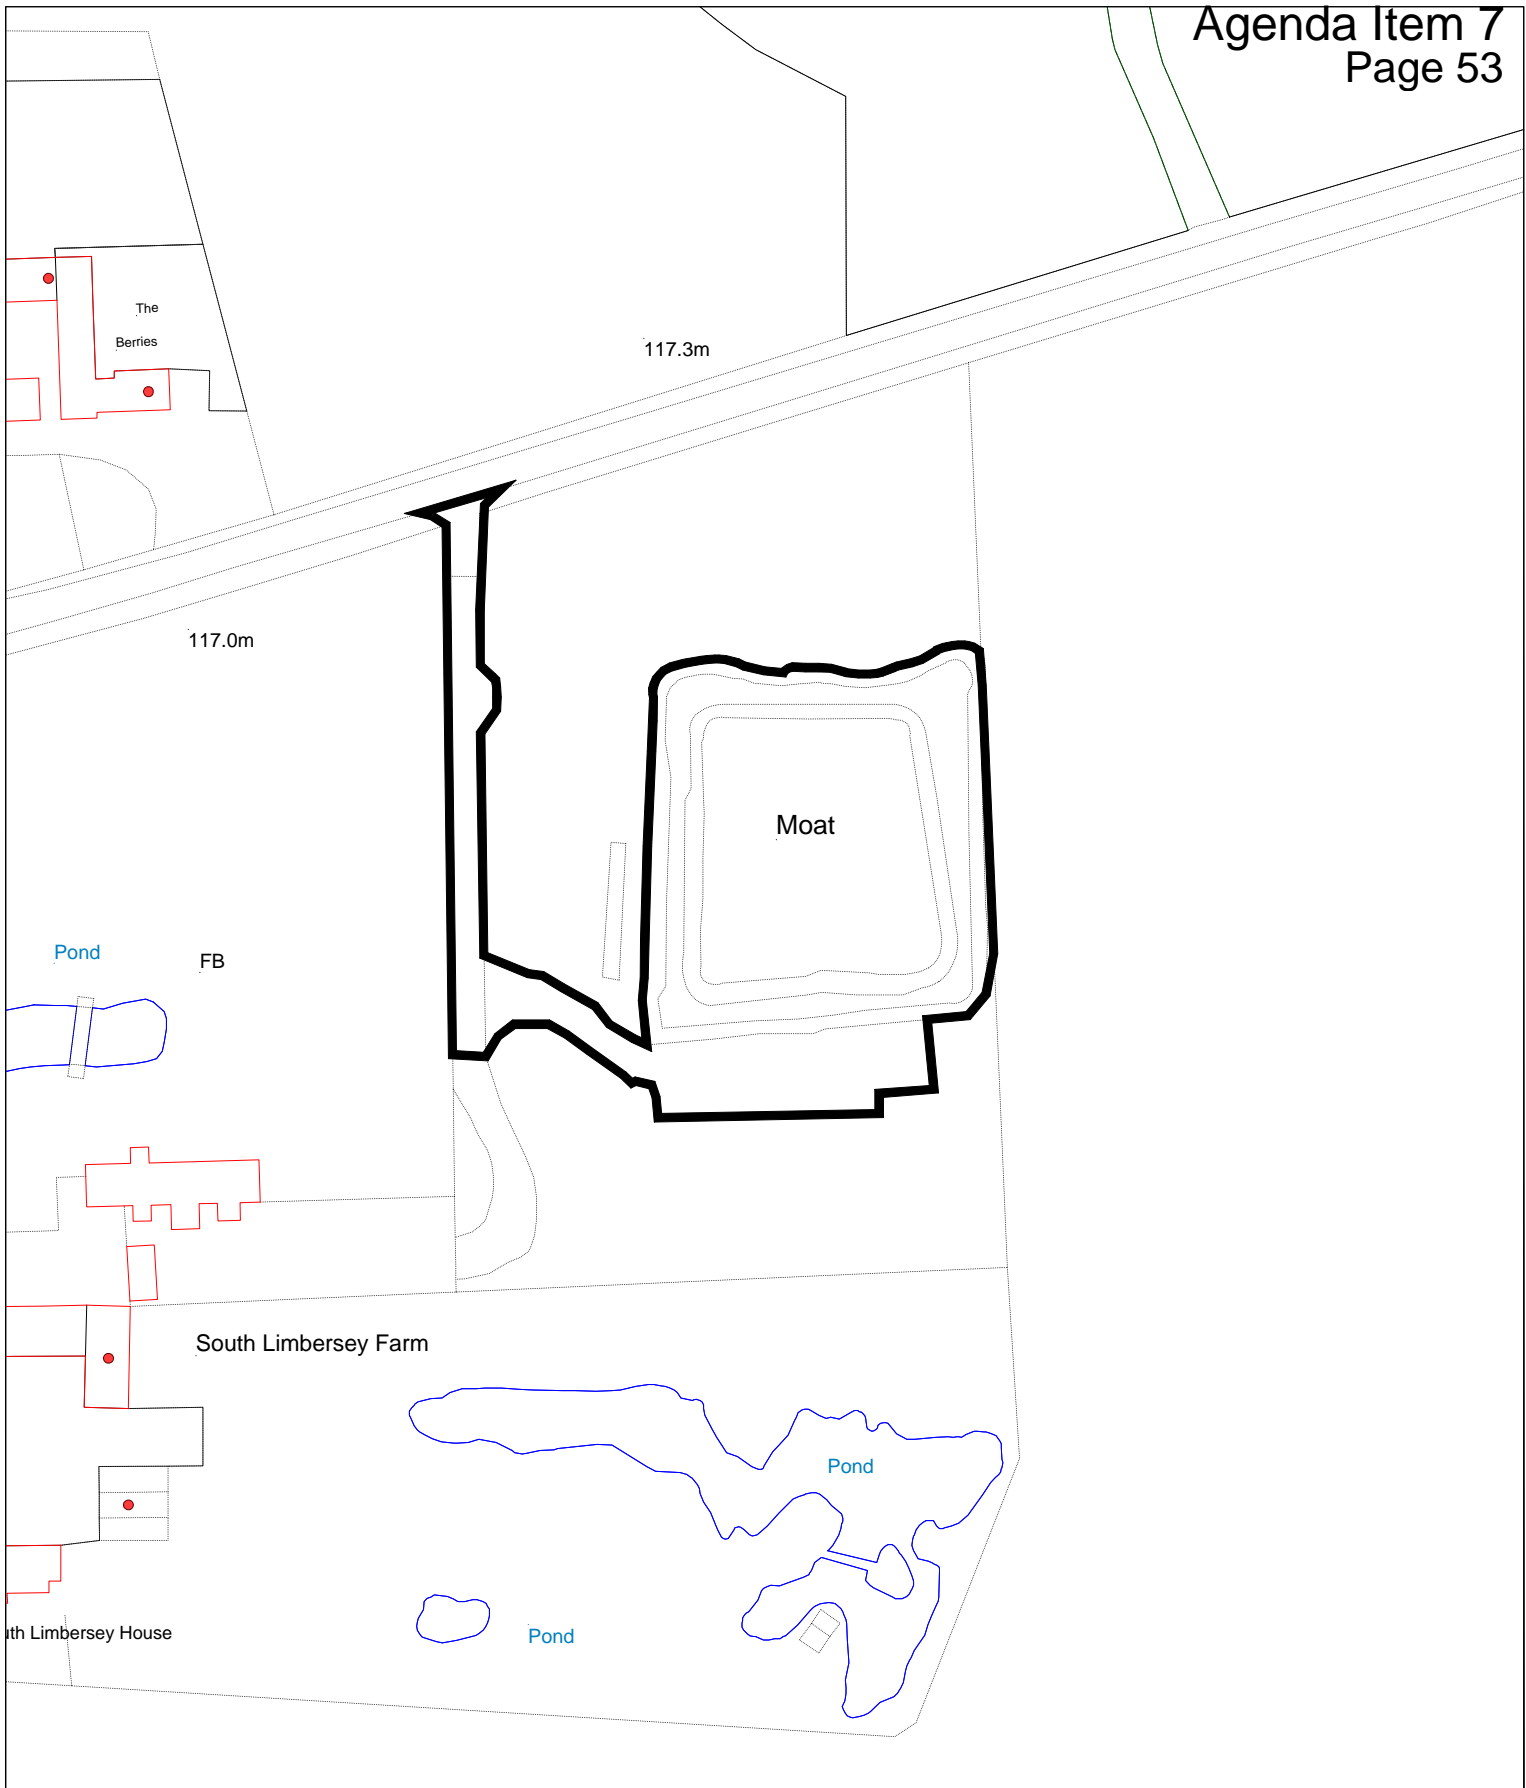 Agenda Item 7
Page 53
The
Berries
117.3m
117.0m
Moat
Pond
FB
South Limbersey Farm
Pond
Limbersey House
Pond